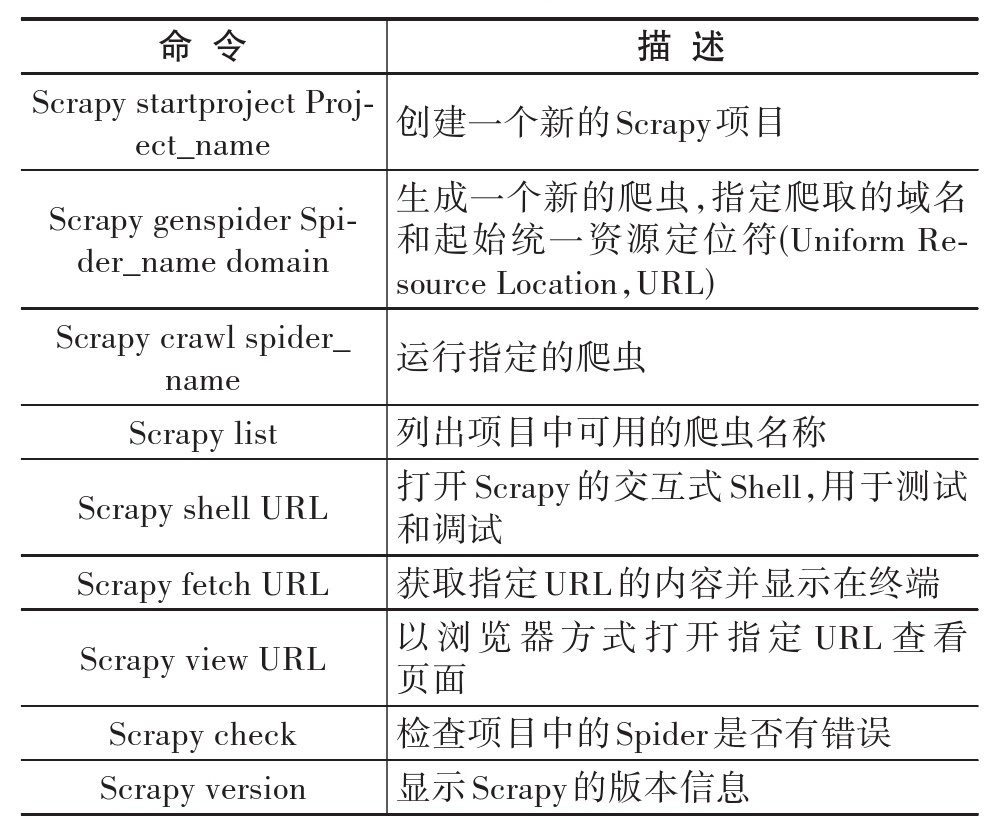 命令 描述
Scrapy startproject Proj-
ect_name
创建一个新的Scrapy项目
Scrapy genspider Spi-
der_name domain
生成一个新的爬虫,指定爬取的域名
和起始统一资源定位符(Uniform Re-
source Location,URL)
Scrapy crawl spider_
name
运行指定的爬虫
Scrapy list
列出项目中可用的爬虫名称
Scrapy shell URL
打开Scrapy的交互式Shell,用于测试
和调试
Scrapy fetch URL
获取指定URL的内容并显示在终端
Scrapy view URL
以浏览器方式打开指定 URL 查看
页面
Scrapy check
检查项目中的Spider是否有错误
Scrapy version
显示Scrapy的版本信息